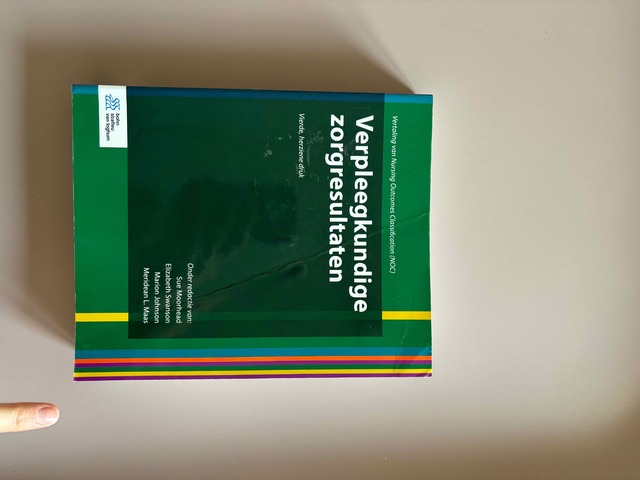 Vertaling van Nursing Outcomes Classification (NOC)
Verpleegkundige
zorgresultaten
Vierde, herziene druk
Onder redactie van:
Sue Moorhead
Elizabeth Swanson
Marion Johnson
Meridean L. Maas
bohn
stafleu
van loghum